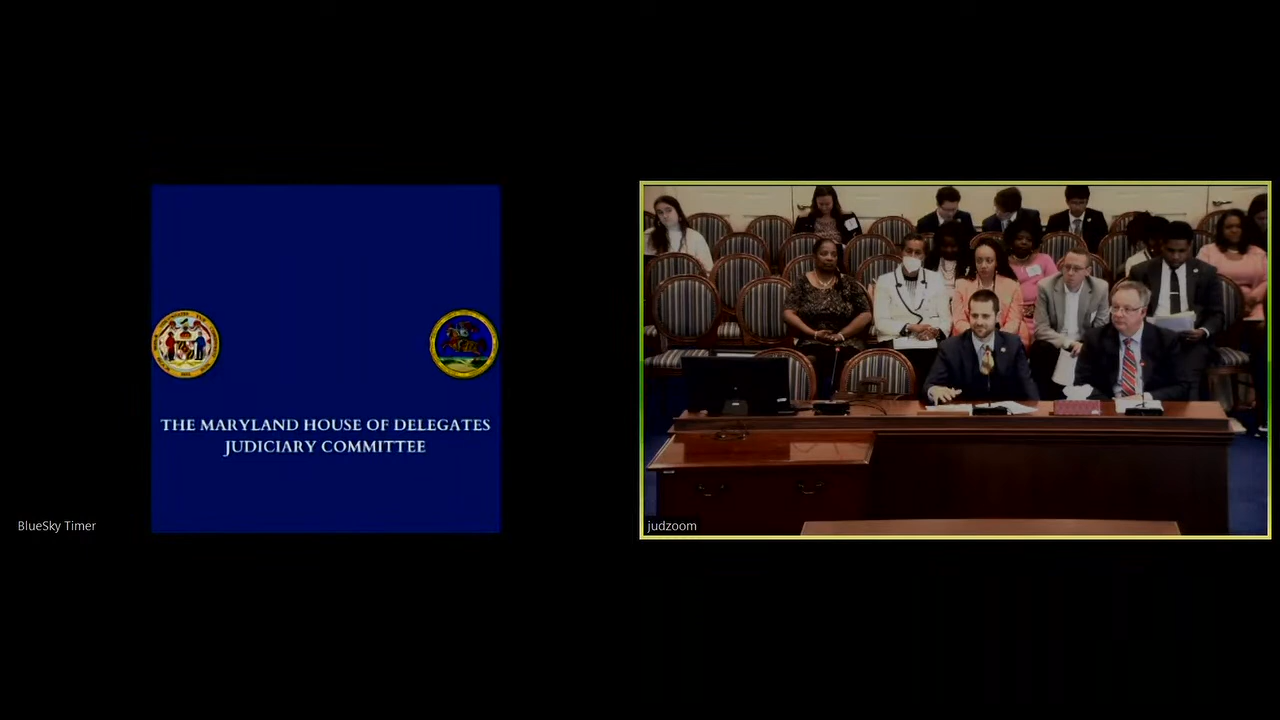 THE MARYLAND HOUSE OF DELEGATES
JUDICIARY COMMITTEE
BlueSky Timer
judzoom